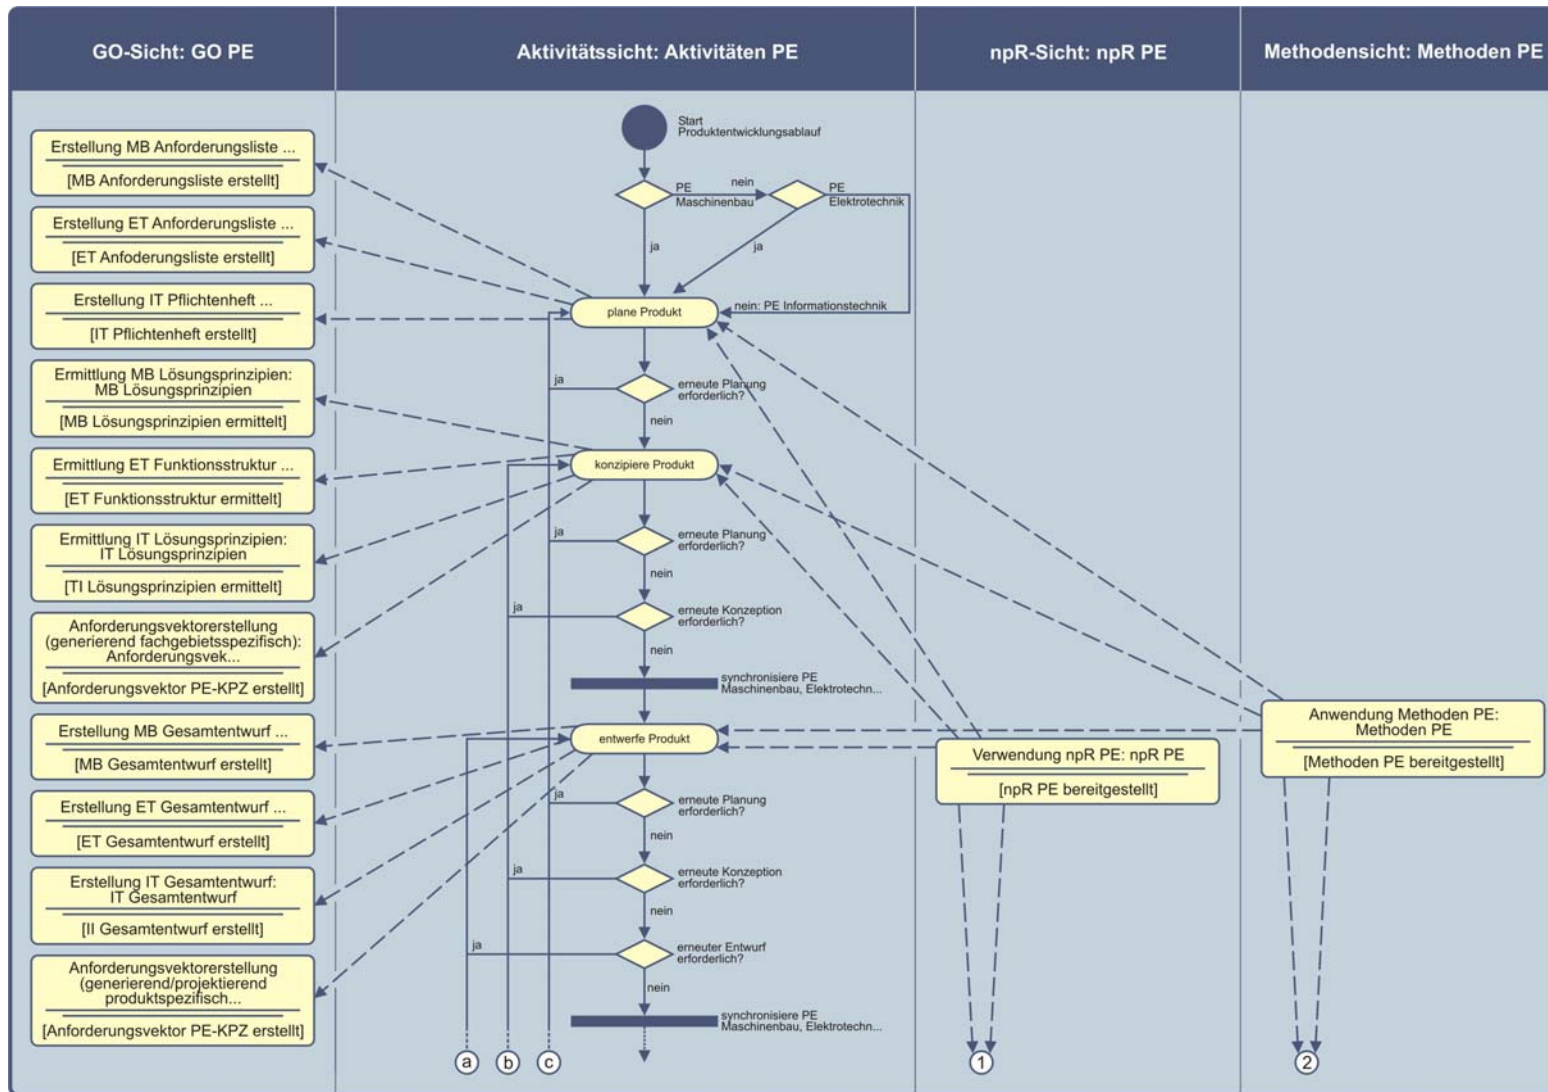 GO-Sicht: GO PE
Aktivitätssicht: Aktivitäten PE
npR-Sicht: npR PE
Methodensicht: Methoden PE
Erstellung MB Anforderungsliste ...
[MB Anforderungsliste erstellt]
Erstellung ET Anforderungsliste ...
[ET Anfoderungsliste erstellt]
Erstellung IT Pflichtenheft ...
[IT Pflichtenheft erstellt]
Ermittlung MB Lösungsprinzipien:
MB Lösungsprinzipien
[MB Lösungsprinzipien ermittelt]
Ermittlung ET Funktionsstruktur ...
[ET Funktionsstruktur ermittelt]
Ermittlung IT Lösungsprinzipien:
IT Lösungsprinzipien
[TI Lösungsprinzipien ermittelt]
Anforderungsvektorerstellung
(generierend fachgebietsspezifisch):
Anforderungsvek...
[Anforderungsvektor PE-KPZ erstellt]
Erstellung MB Gesamtentwurf ...
[MB Gesamtentwurf erstellt]
Erstellung ET Gesamtentwurf ...
[ET Gesamtentwurf erstellt]
Erstellung IT Gesamtentwurf:
IT Gesamtentwurf
[II Gesamtentwurf erstellt]
Anforderungsvektorerstellung
(generierend/projektierend
produktspezifisch...
[Anforderungsvektor PE-KPZ erstellt]
Start
Produktentwicklungsablauf
PE
Maschinenbau
nein
PE
Elektrotechnik
ja
ja
nein: PE Informationstechnik
plane Produkt
ja
erneute Planung
erforderlich?
nein
konzipiere Produkt
ja
erneute Planung
erforderlich?
nein
ja
erneute Konzeption
erforderlich?
nein
synchronisiere PE
Maschinenbau, Elektrotechn...
entwerfe Produkt
ja
erneute Planung
erforderlich?
nein
ja
erneute Konzeption
erforderlich?
nein
ja
erneuter Entwurf
erforderlich?
nein
synchronisiere PE
Maschinenbau, Elektrotechn...
a
b
c
Verwendung npR PE: npR PE
[npR PE bereitgestellt]
1
Anwendung Methoden PE:
Methoden PE
[Methoden PE bereitgestellt]
2